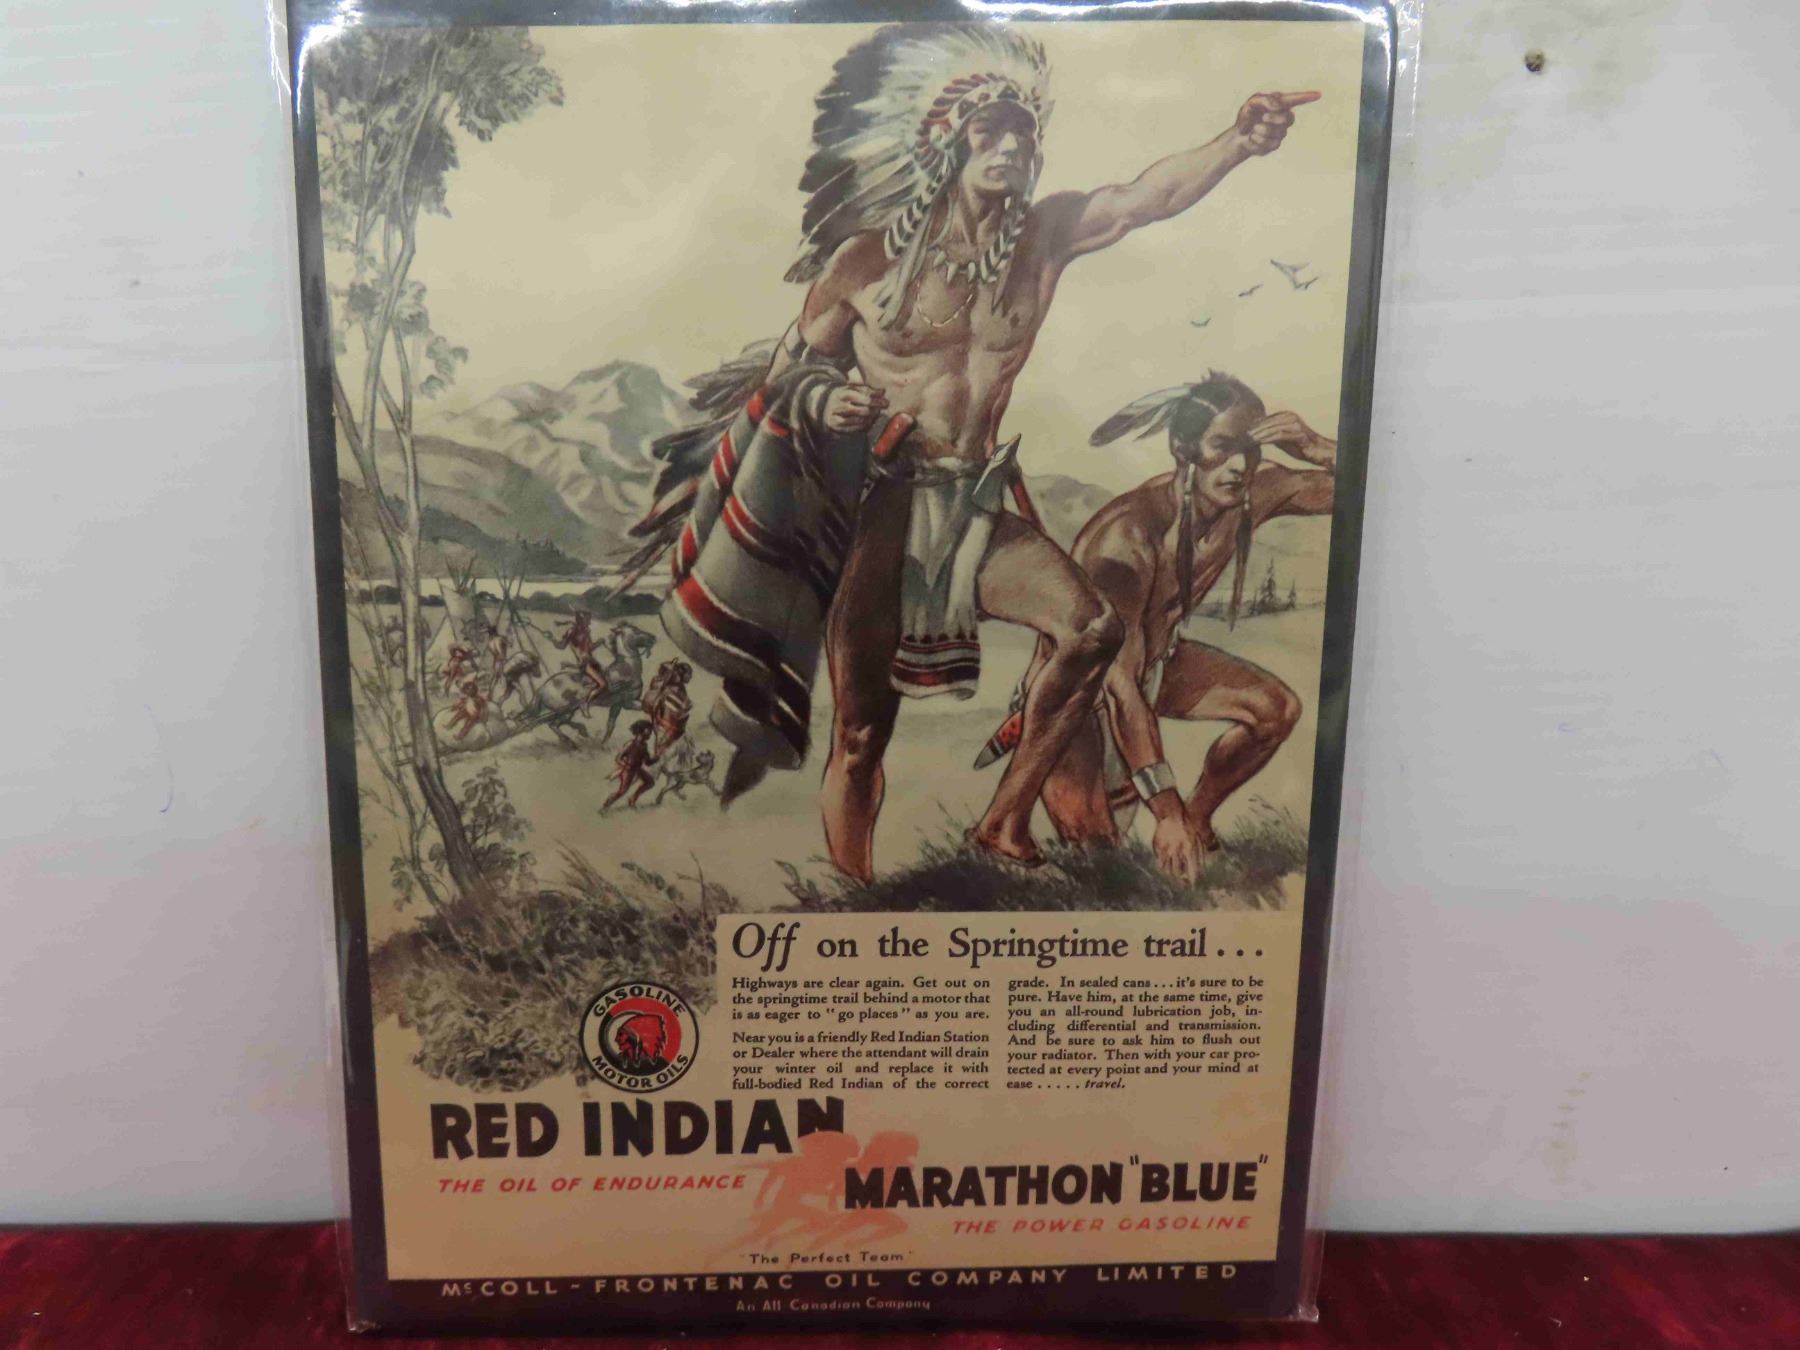 Off on the Springtime trail...
Highways are clear again. Get out on
the springtime trail behind a motor that
is as eager to "go places" as you are.
Near you is a friendly Red Indian Station
or Dealer where the attendant will drain
your winter oil and replace it with
full-bodied Red Indian of the correct
grade. In sealed cans...it's sure to be
pure. Have him, at the same time, give
you an all-round lubrication job, in-
cluding differential and transmission.
And be sure to ask him to flush out
your radiator. Then with your car pro-
tected at every point and your mind at
ease.....travel.
GASOLINE
MOTOR OILS
RED INDIAN
THE OIL OF ENDURANCE
MARATHON "BLUE"
THE POWER GASOLINE
"The Perfect Team"
McCOLL-FRONTENAC OIL COMPANY LIMITED
An All Canadian Company